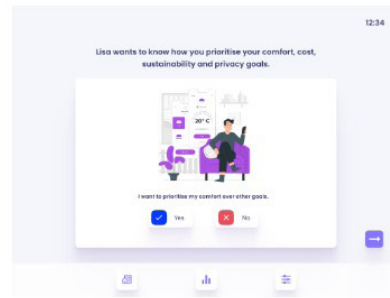 12:34
Lisa wants to know how you prioritise your comfort, cost,
sustainability and privacy goals.
20° C
I want to prioritise my comfort over other goals.
Yes
No